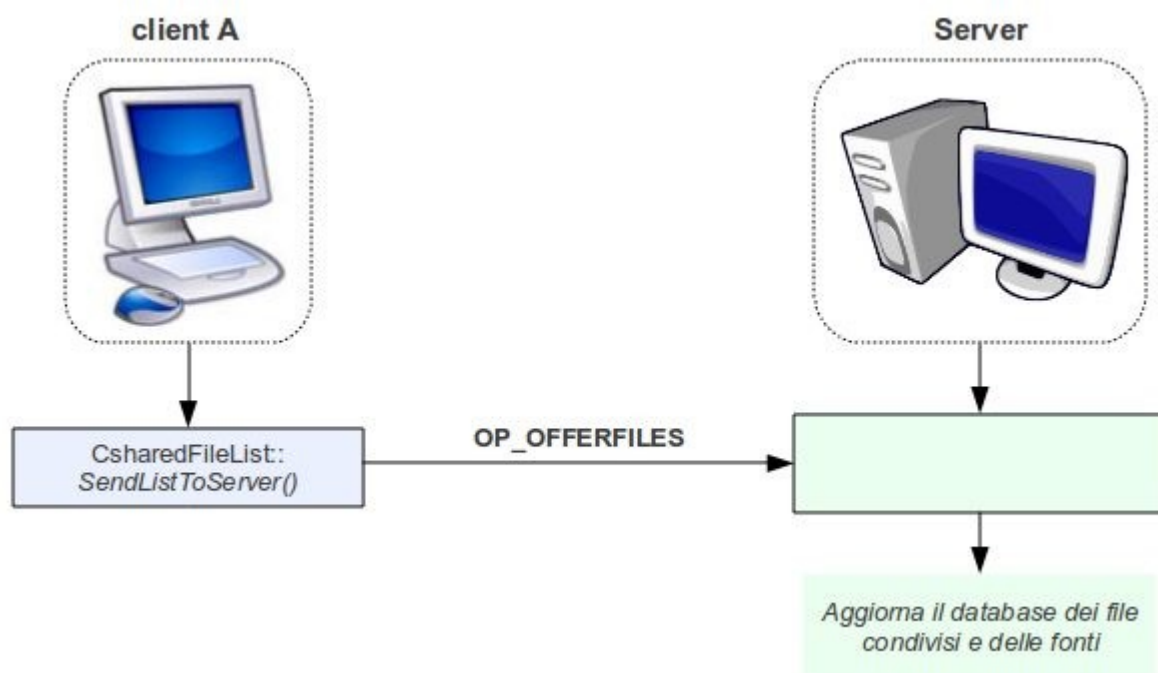 client A
Server
CsharedFileList::
SendListToServer()
OP_OFFERFILES
Aggiorna il database dei file
condivisi e delle fonti